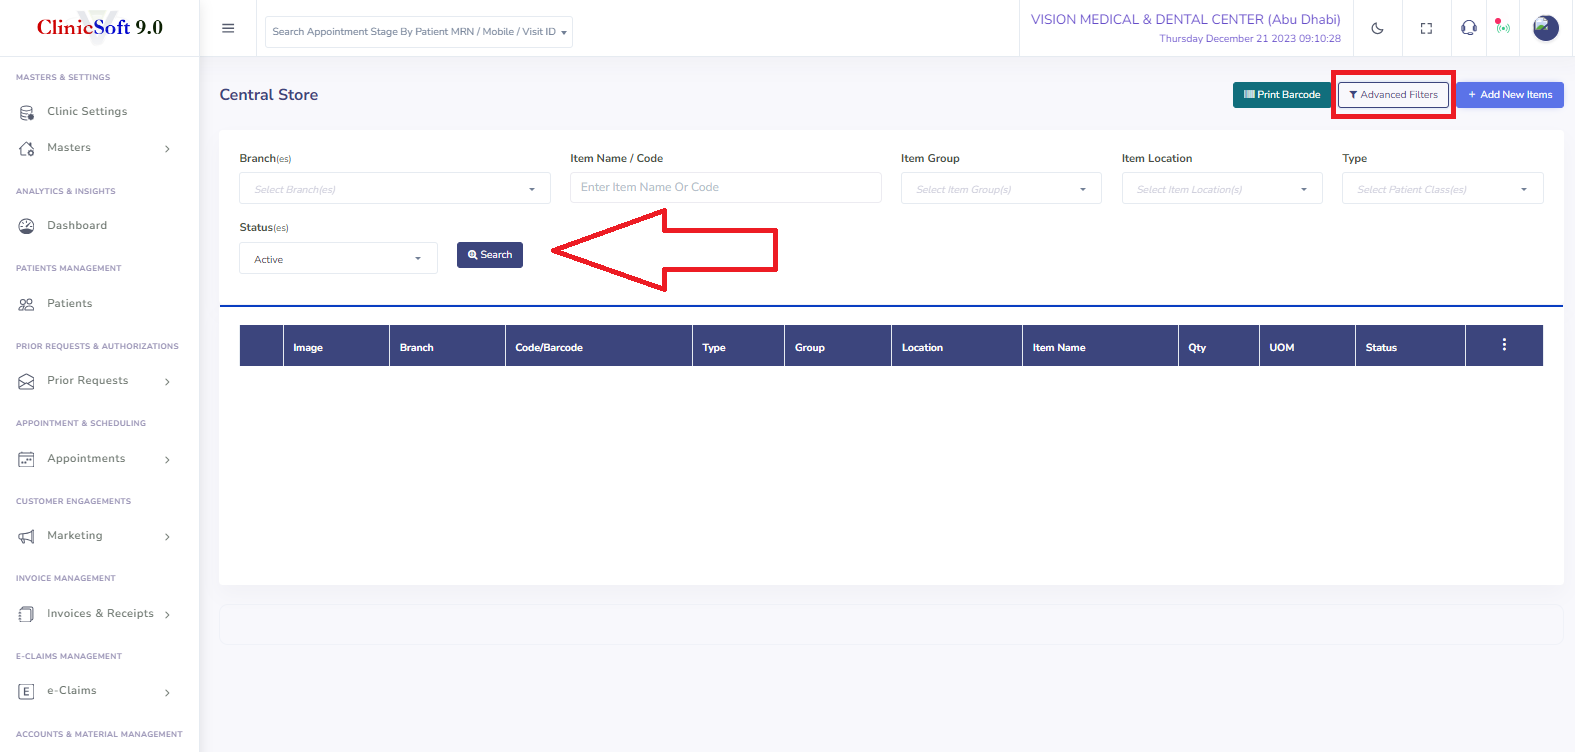 ClinicSoft 9.0
Search Appointment Stage By Patient MRN / Mobile / Visit ID
VISION MEDICAL & DENTAL CENTER (Abu Dhabi)
Thursday December 21 2023 09:10:28
MASTERS & SETTINGS
Clinic Settings
Masters
ANALYTICS & INSIGHTS
Dashboard
PATIENTS MANAGEMENT
Patients
PRIOR REQUESTS & AUTHORIZATIONS
Prior Requests
APPOINTMENT & SCHEDULING
Appointments
CUSTOMER ENGAGEMENTS
Marketing
INVOICE MANAGEMENT
Invoices & Receipts
E-CLAIMS MANAGEMENT
E e-Claims
ACCOUNTS & MATERIAL MANAGEMENT
Central Store
Print Barcode Advanced Filters + Add New Items
Branch(es) Item Name / Code Item Group Item Location Type
Select Branch(es) Enter Item Name Or Code Select Item Group(s) Select Item Location(s) Select Patient Class(es)
Status(es)
Active Search
Image Branch Code/Barcode Type Group Location Item Name Qty UOM Status